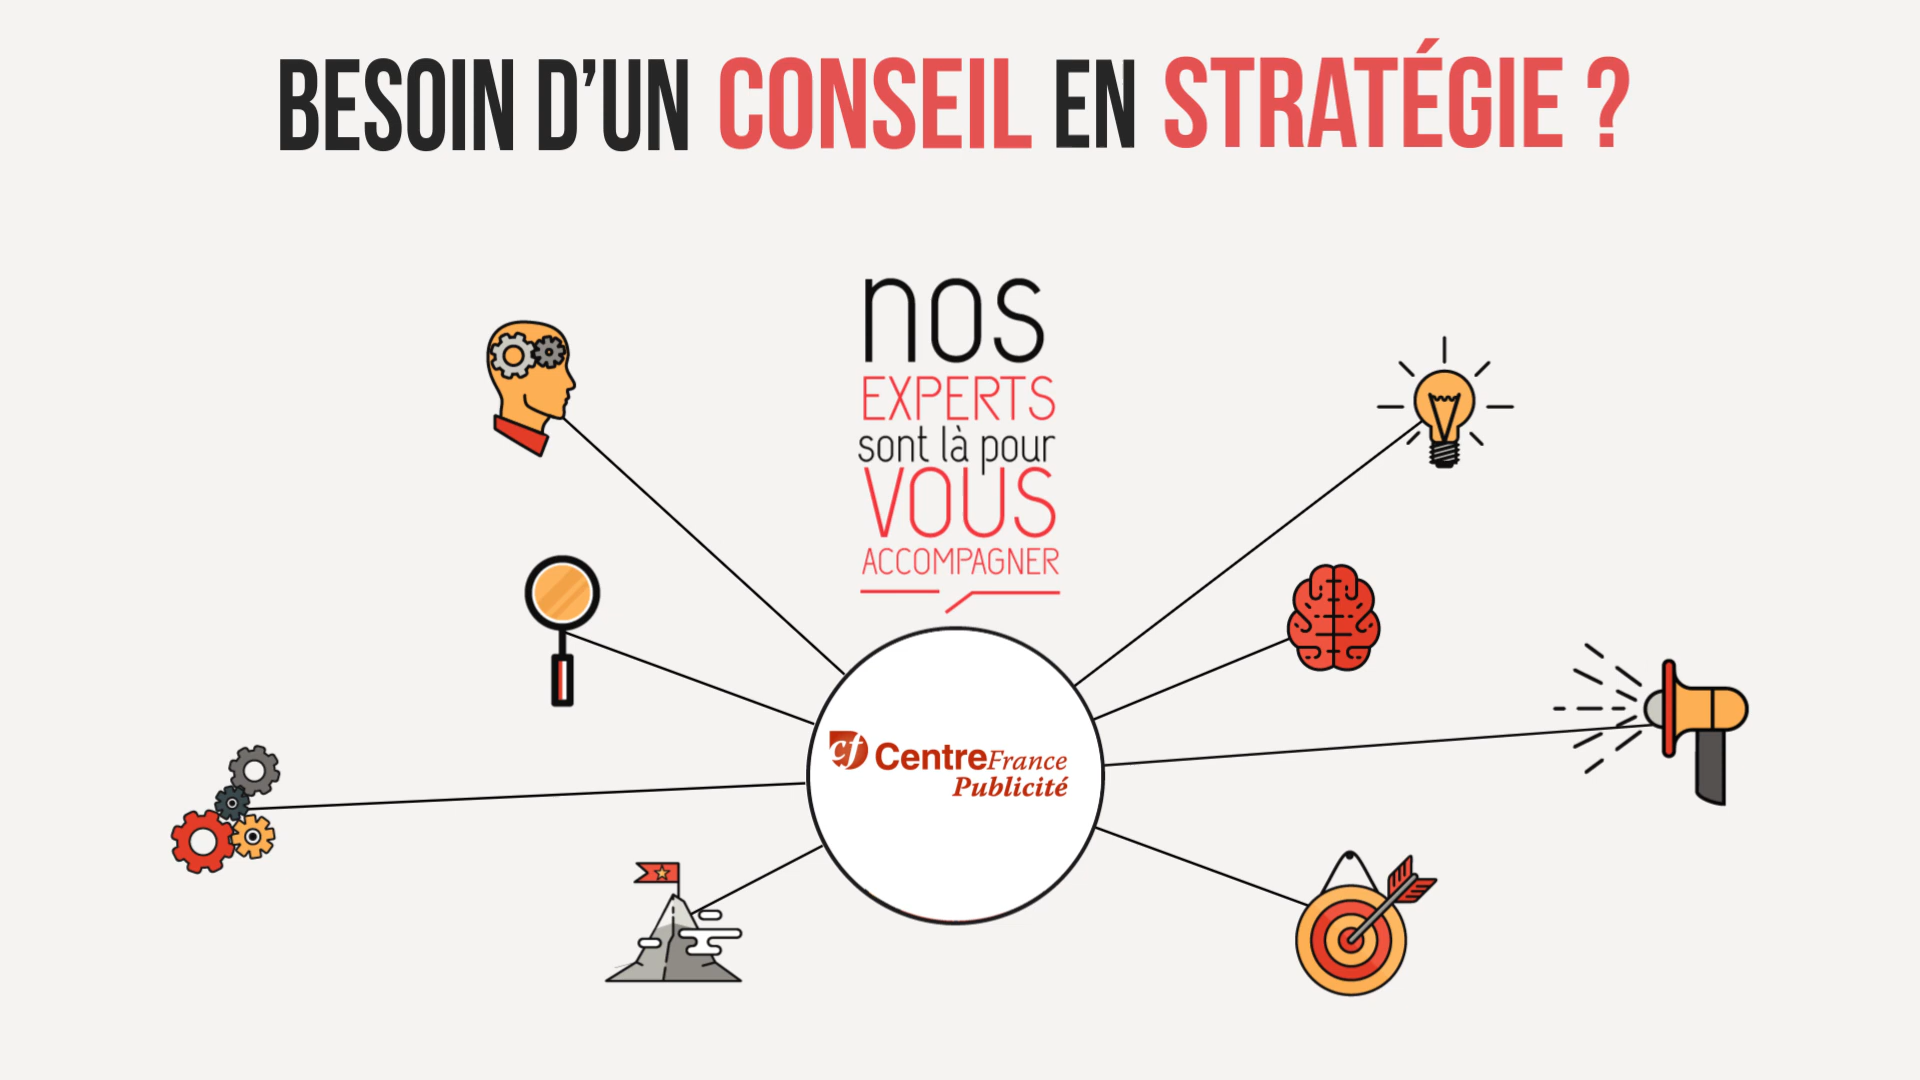 BESOIN D’UN CONSEIL EN STRATÉGIE ?
nos
EXPERTS
sont là pour
VOUS
ACCOMPAGNER
cf CentreFrance
Publicité